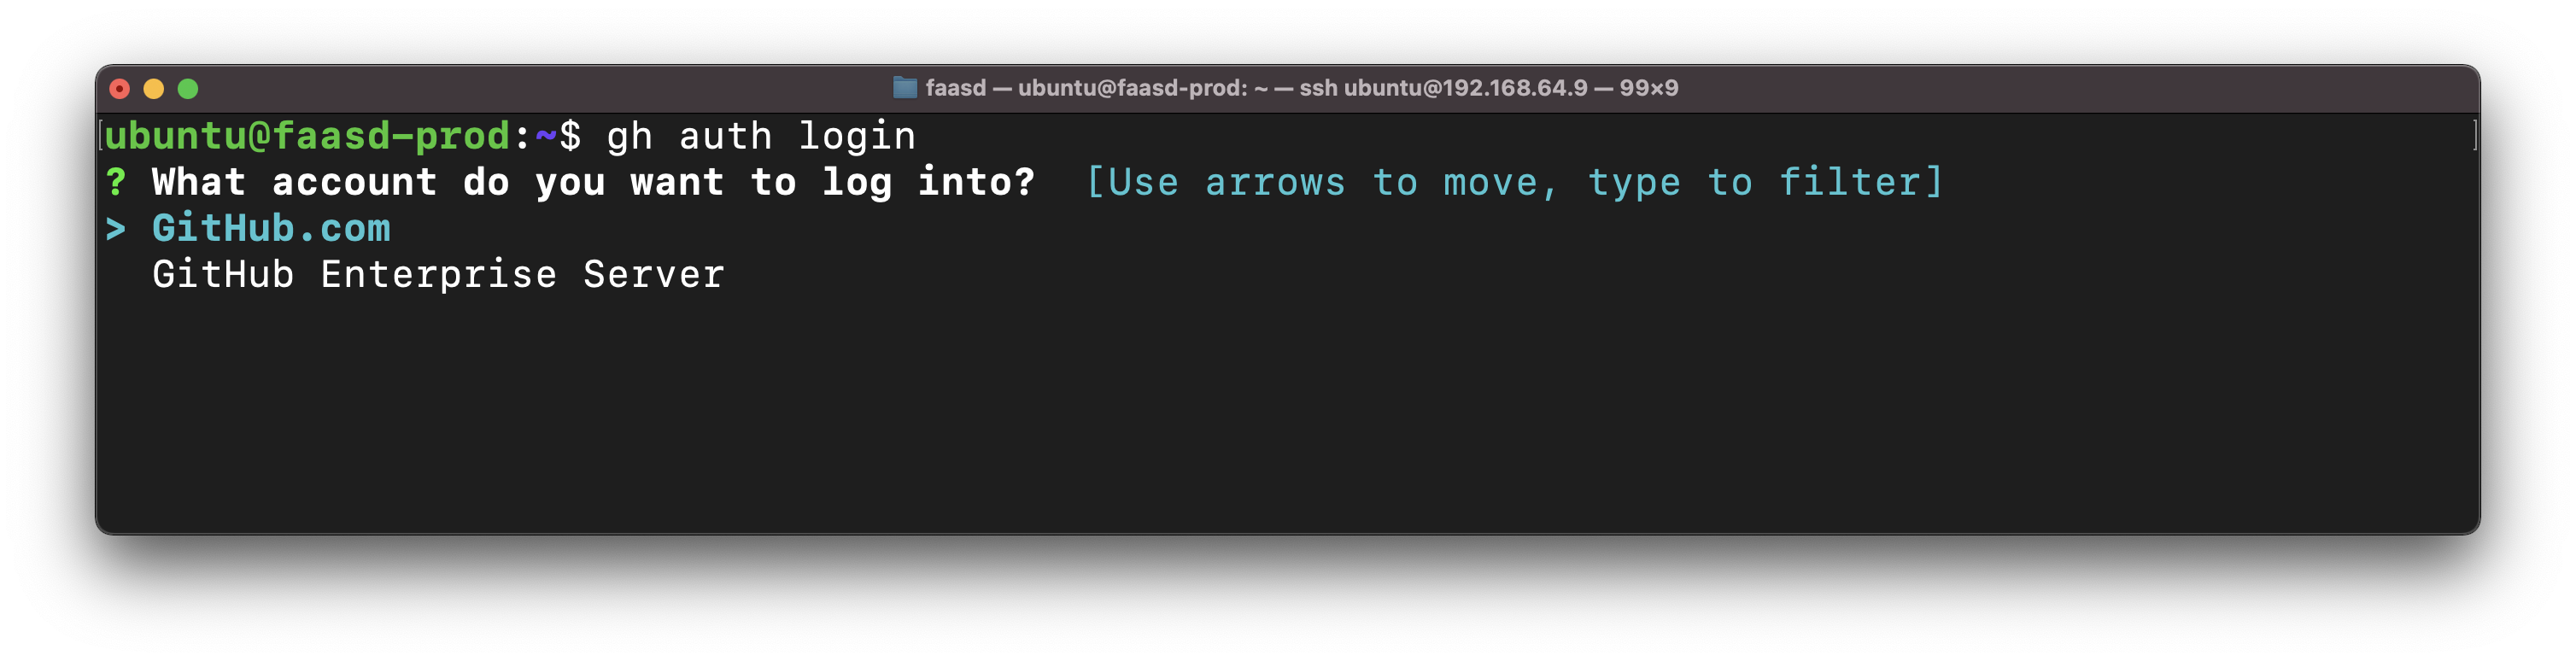 faasd — ubuntu@faasd-prod: ~ — ssh ubuntu@192.168.64.9 — 99×9
[ubuntu@faasd-prod:~$ gh auth login ]
? What account do you want to log into?  [Use arrows to move, type to filter]
> GitHub.com
  GitHub Enterprise Server